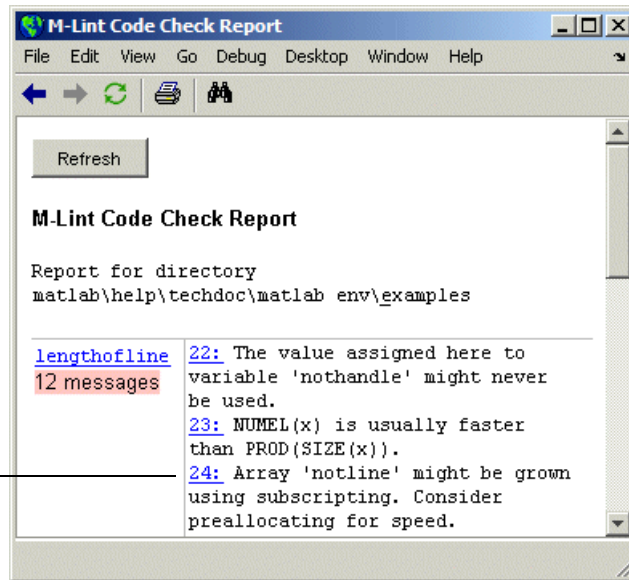 M-Lint Code Check Report
File Edit View Go Debug Desktop Window Help
Refresh
M-Lint Code Check Report
Report for directory
matlab\help\techdoc\matlab env\examples
lengthofline
12 messages
22: The value assigned here to
variable 'nothandle' might never
be used.
23: NUMEL(x) is usually faster
than PROD(SIZE(x)).
24: Array 'notline' might be grown
using subscripting. Consider
preallocating for speed.